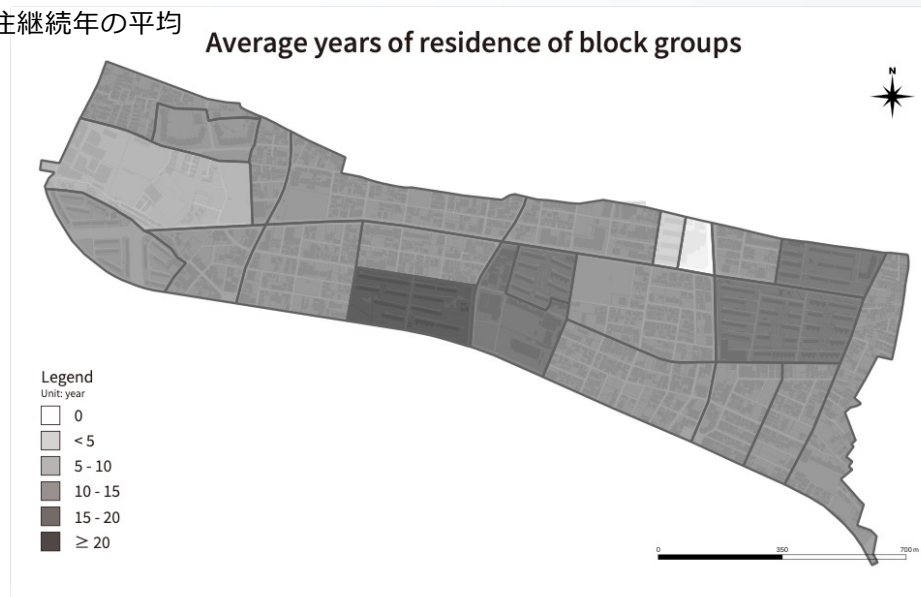 住継続年の平均
Average years of residence of block groups
N
Legend
Unit: year
0
< 5
5 - 10
10 - 15
15 - 20
≥ 20
0 350 700 m